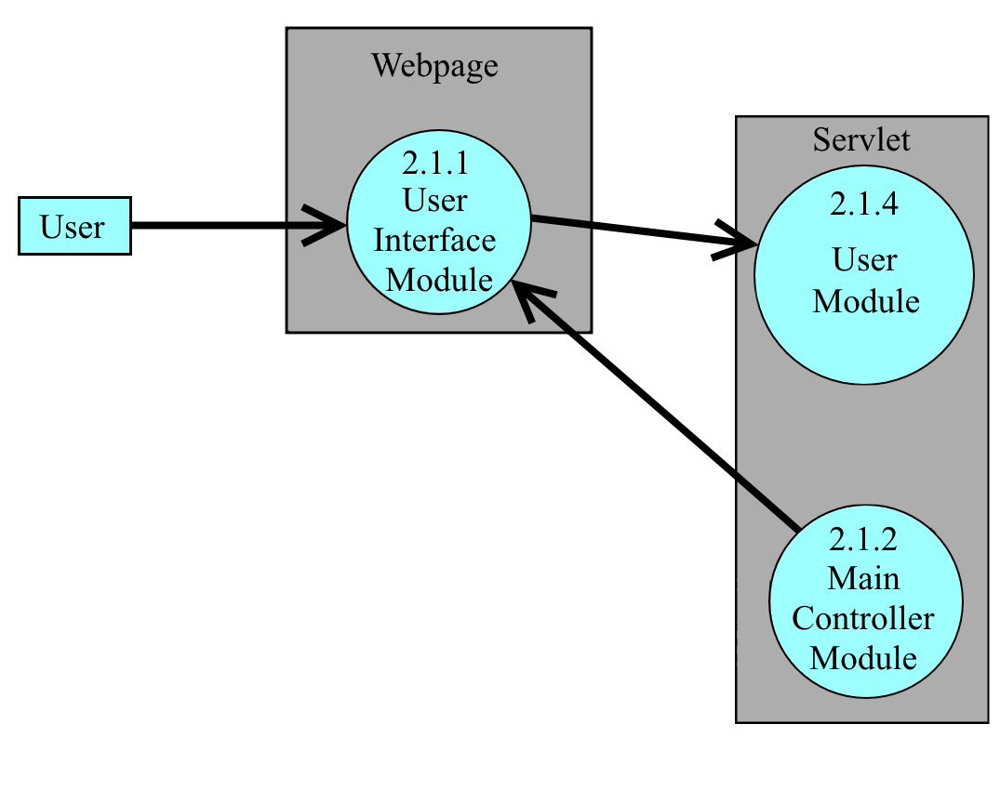 Webpage
2.1.1
User
Interface
Module
User
Servlet
2.1.4
User
Module
2.1.2
Main
Controller
Module